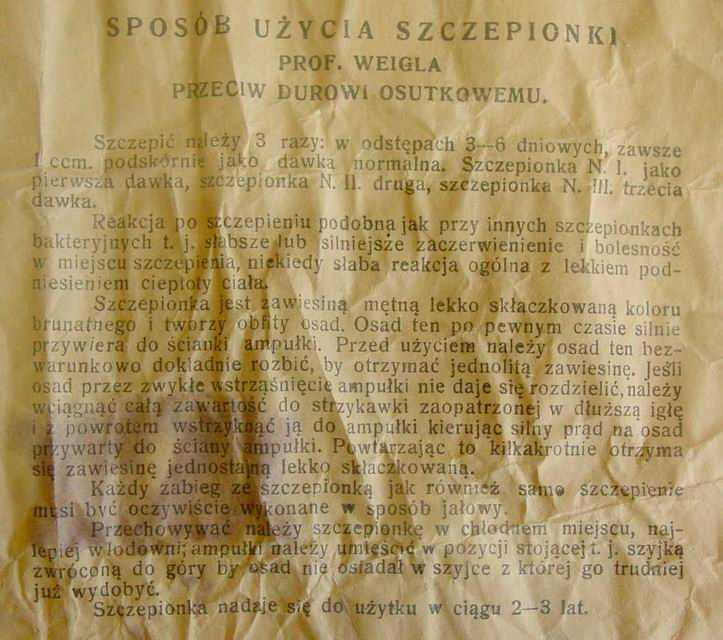 SPOSÓB UŻYCIA SZCZEPIONKI
PROF. WEIGLA
PRZECIW DUROWI OSUTKOWEMU.
Szczepić należy 3 razy: w odstępach 3—6 dniowych, zawsze
1 ccm. podskórnie jako dawka normalna. Szczepionka N. I. jako
pierwsza dawka, szczepionka N. II. druga, szczepionka N. III. trzecia
dawka.
Reakcja po szczepieniu podobna jak przy innych szczepionkach
bakteryjnych t. j. słabsze lub silniejsze zaczerwienienie i bolesność
w miejscu szczepienia, niekiedy słaba reakcja ogólna z lekkiem pod-
niesieniem ciepłoty ciała.
Szczepionka jest zawiesiną mętną lekko skłaczkowaną koloru
brunatnego i tworzy obfity osad. Osad ten po pewnym czasie silnie
przywiera do ścianki ampułki. Przed użyciem należy osad ten bez-
warunkowo dokładnie rozbić, by otrzymać jednolitą zawiesinę. Jeśli
osad przez zwykłe wstrząśnięcie ampułki nie daje się rozdzielić, należy
wciągnąć całą zawartość do strzykawki zaopatrzonej w dłuższą igłę
i z powrotem wstrzyknąć ją do ampułki kierując silny prąd na osad
przywarty do ściany ampułki. Powtarzając to kilkakrotnie otrzyma
się zawiesinę jednostajną lekko skłaczkowaną.
Każdy zabieg ze szczepionką jak również samo szczepienie
musi być oczywiście wykonane w sposób jałowy.
Przechowywać należy szczepionkę w chłodnem miejscu, naj-
lepiej w lodowni; ampułki należy umieścić w pozycji stojącej t. j. szyjką
zwróconą do góry by osad nie osiadał w szyjce z której go trudniej
już wydobyć.
Szczepionka nadaje się do użytku w ciągu 2—3 lat.